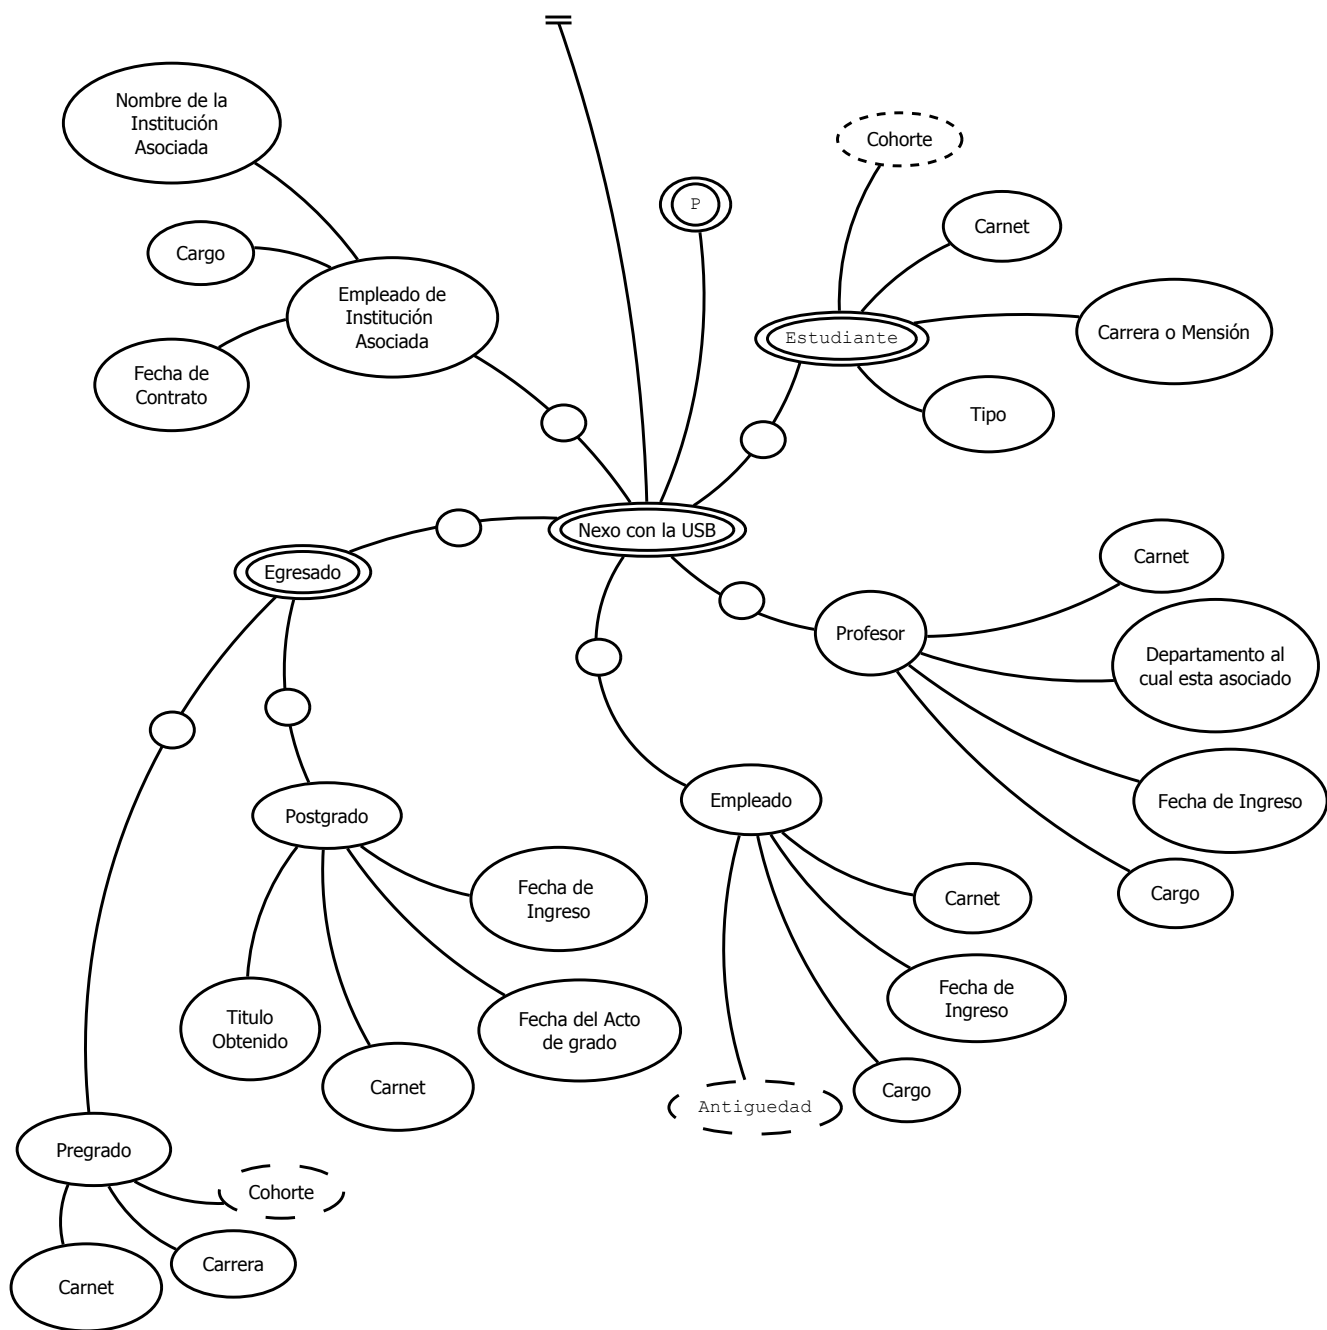 Nombre de la
Institución
Asociada
Cohorte
P
Carnet
Cargo
Empleado de
Institución
Asociada
Estudiante
Carrera o Mensión
Fecha de
Contrato
Tipo
Nexo con la USB
Egresado
Carnet
Profesor
Departamento al
cual esta asociado
Empleado
Fecha de Ingreso
Postgrado
Fecha de
Ingreso
Carnet
Cargo
Titulo
Obtenido
Fecha del Acto
de grado
Fecha de
Ingreso
Carnet
Antiguedad
Cargo
Pregrado
Cohorte
Carrera
Carnet